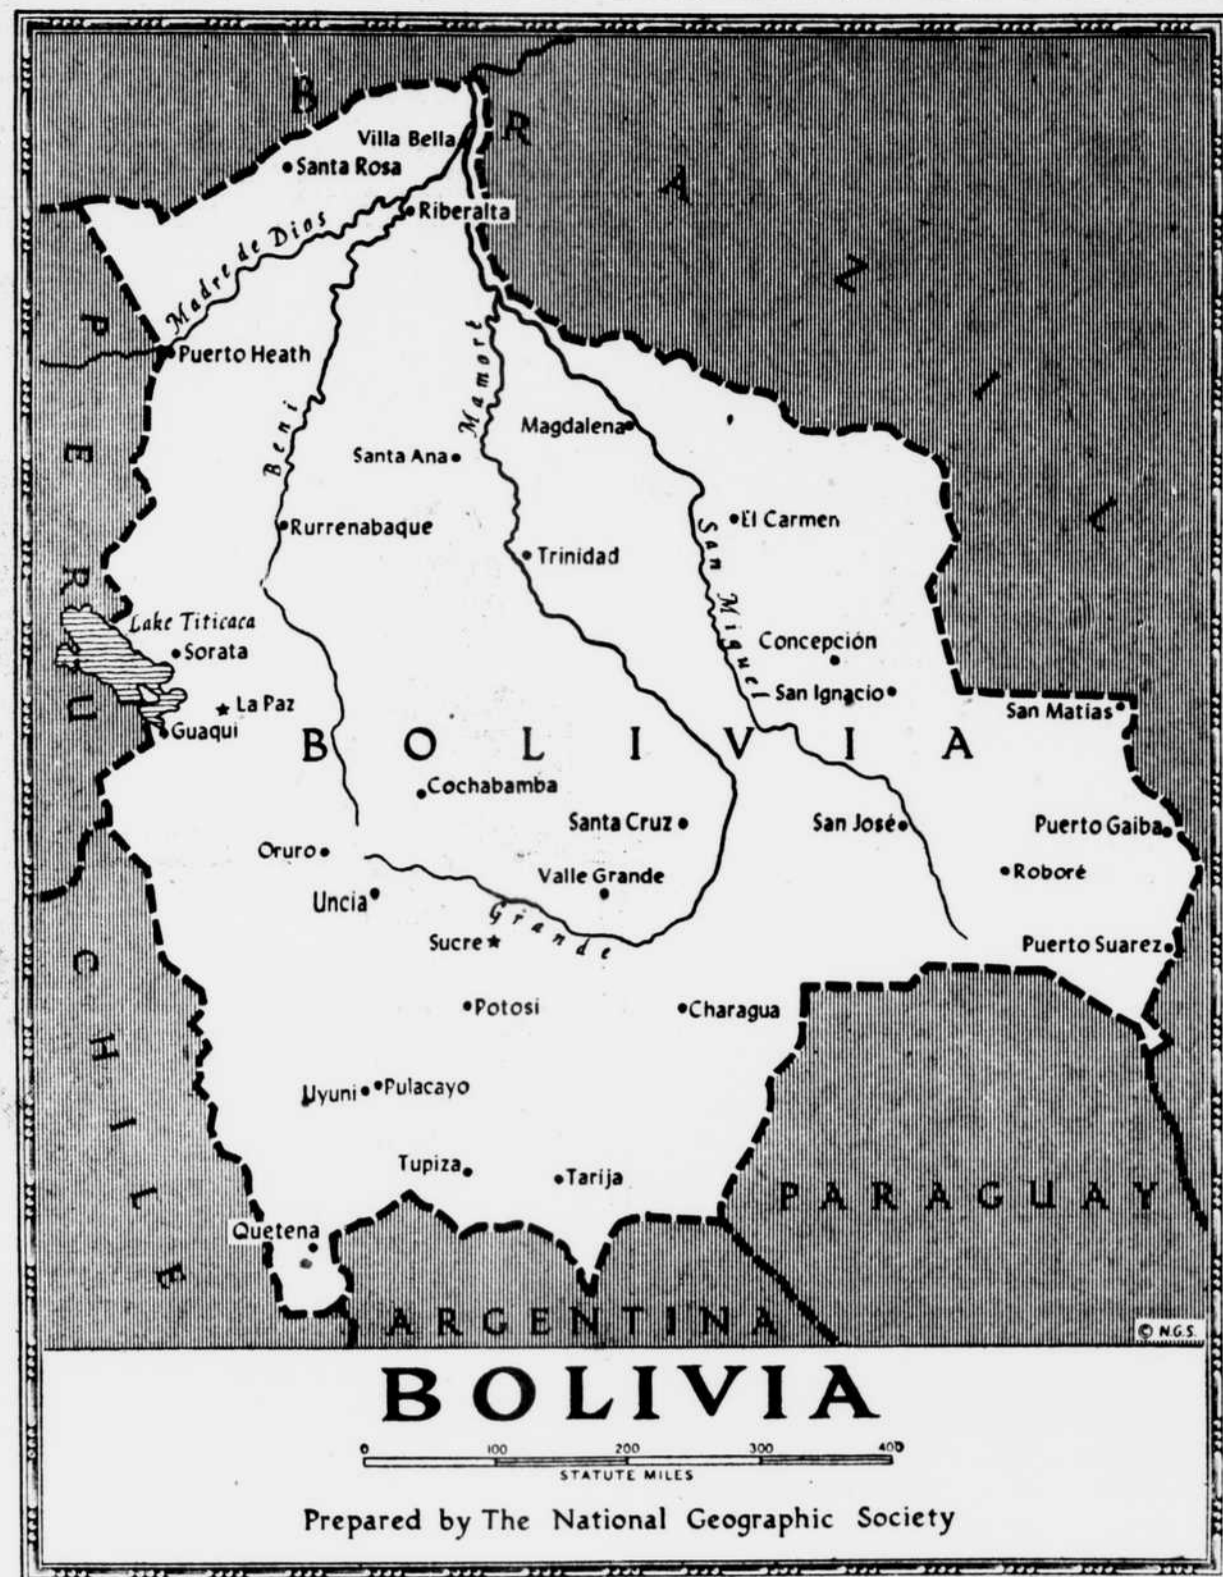 BRAZIL
Villa Bella
Santa Rosa
Riberalta
Madre de Dios
PERU
Puerto Heath
Beni
Mamoré
Magdalena
Santa Ana
El Carmen
Rurrenabaque
San Miguel
Trinidad
Lake Titicaca
Sorata
Concepción
San Ignacio
La Paz
San Matias
Guaqui
BOLIVIA
Cochabamba
Santa Cruz
San José
Puerto Gaiba
Oruro
Valle Grande
Roboré
Uncia
Grande
Sucre
Puerto Suarez
CHILE
Potosi
Charagua
Uyuni
Pulacayo
Tupiza
Tarija
PARAGUAY
Quetena
ARGENTINA
© N.G.S.
BOLIVIA
0 100 200 300 400
STATUTE MILES
Prepared by The National Geographic Society